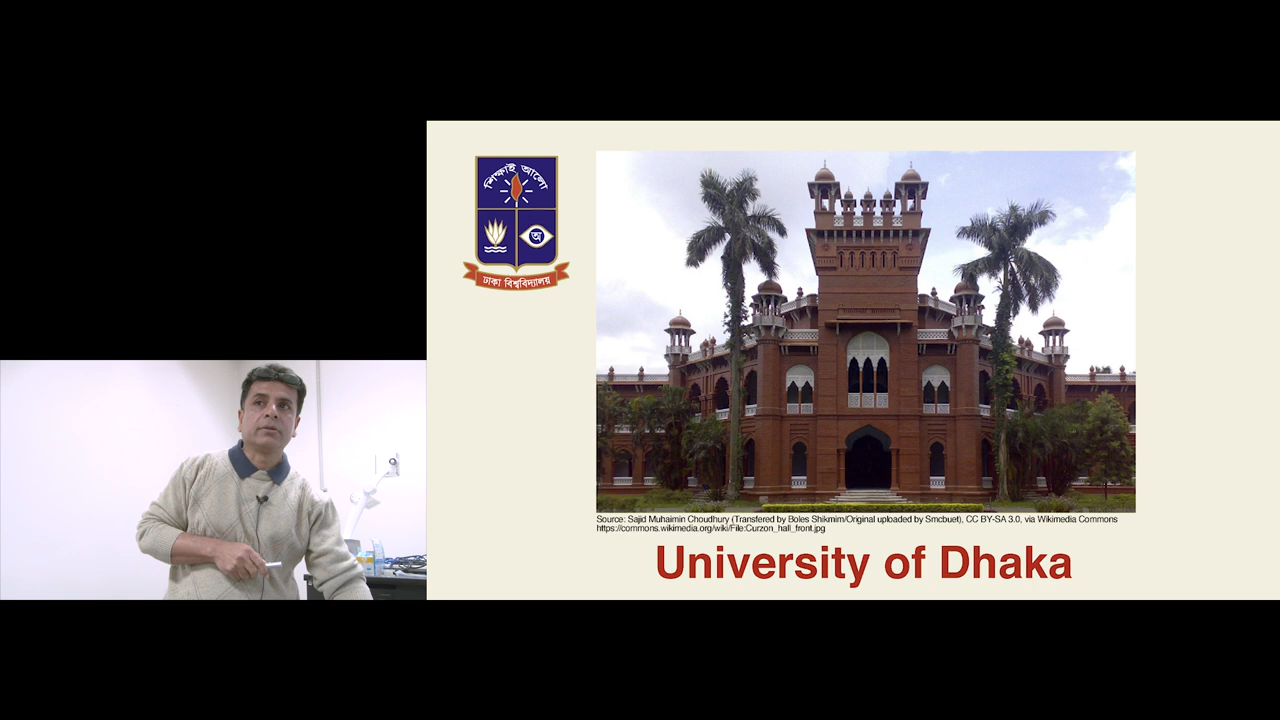 শিক্ষাই আলো
অ
ঢাকা বিশ্ববিদ্যালয়
Source: Sajid Muhaimin Choudhury (Transfered by Boles Shikmim/Original uploaded by Smcbuet), CC BY-SA 3.0, via Wikimedia Commons
https://commons.wikimedia.org/wiki/File:Curzon_hall_front.jpg
University of Dhaka